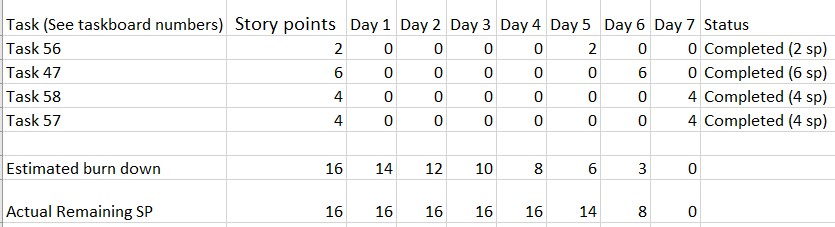 Task (See taskboard numbers) Story points Day 1 Day 2 Day 3 Day 4 Day 5 Day 6 Day 7 Status
Task 56 2 0 0 0 0 2 0 0 Completed (2 sp)
Task 47 6 0 0 0 0 0 6 0 Completed (6 sp)
Task 58 4 0 0 0 0 0 0 4 Completed (4 sp)
Task 57 4 0 0 0 0 0 0 4 Completed (4 sp)
Estimated burn down 16 14 12 10 8 6 3 0
Actual Remaining SP 16 16 16 16 16 14 8 0